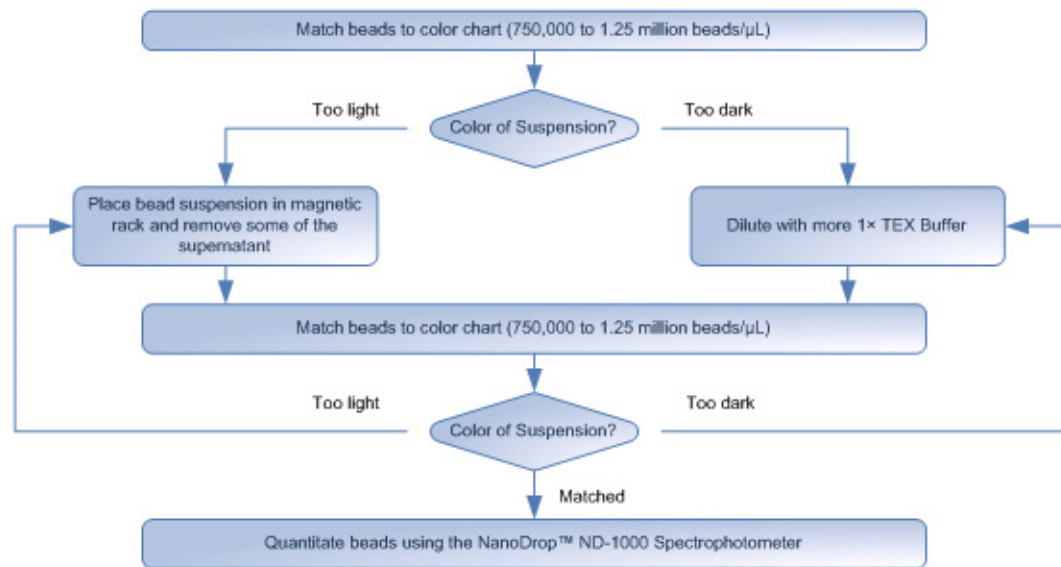 Match beads to color chart (750,000 to 1.25 million beads/µL)
Too light
Color of Suspension?
Too dark
Place bead suspension in magnetic
rack and remove some of the
supernatant
Dilute with more 1× TEX Buffer
Match beads to color chart (750,000 to 1.25 million beads/µL)
Too light
Color of Suspension?
Too dark
Matched
Quantitate beads using the NanoDrop™ ND-1000 Spectrophotometer